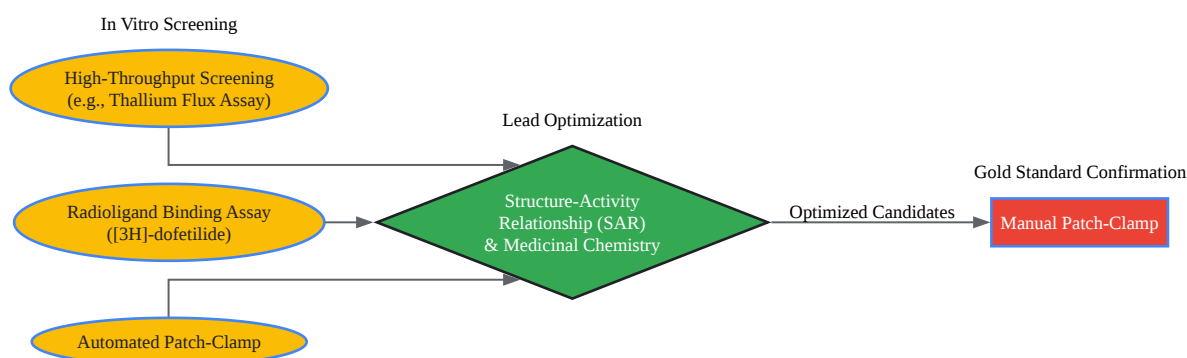 In Vitro Screening
High-Throughput Screening
(e.g., Thallium Flux Assay)
Radioligand Binding Assay
([3H]-dofetilide)
Automated Patch-Clamp
Lead Optimization
Structure-Activity
Relationship (SAR)
& Medicinal Chemistry
Optimized Candidates
Gold Standard Confirmation
Manual Patch-Clamp